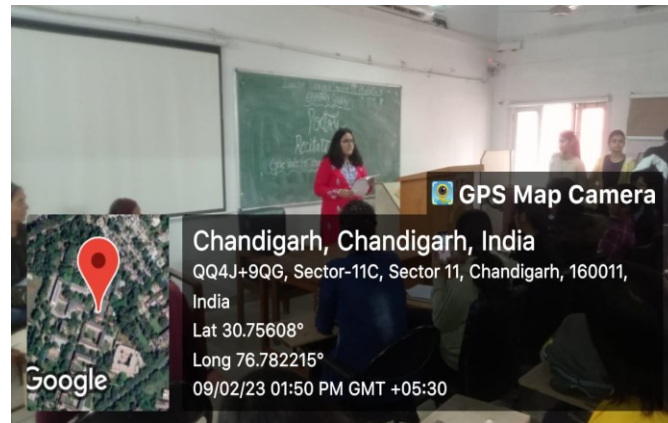 Poetry
Recitation
GPS Map Camera
Chandigarh, Chandigarh, India
QQ4J+9QG, Sector-11C, Sector 11, Chandigarh, 160011,
India
Lat 30.75608°
Long 76.782215°
09/02/23 01:50 PM GMT +05:30
Google